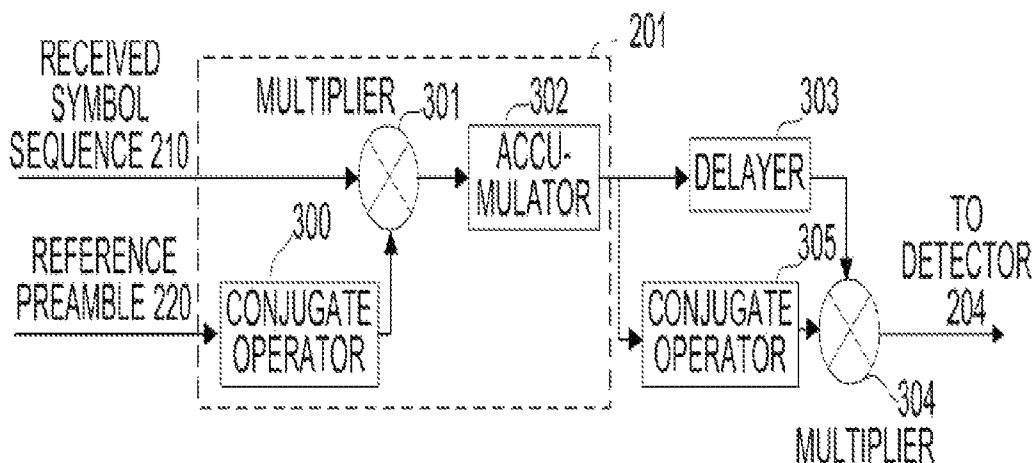 201
RECEIVED
SYMBOL
SEQUENCE 210
MULTIPLIER
301
302
ACCU-
MULATOR
303
DELAYER
300
REFERENCE
PREAMBLE 220
CONJUGATE
OPERATOR
305
CONJUGATE
OPERATOR
TO
DETECTOR
204
304
MULTIPLIER